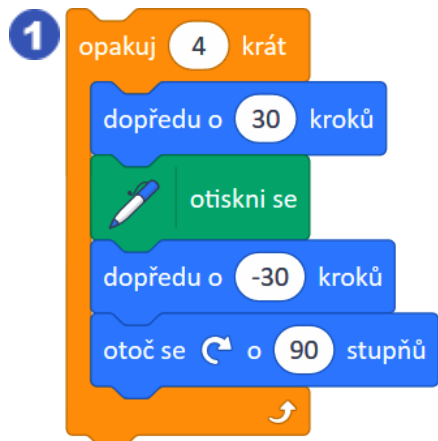 1
opakuj 4 krát
dopředu o 30 kroků
otiskni se
dopředu o -30 kroků
otoč se o 90 stupňů